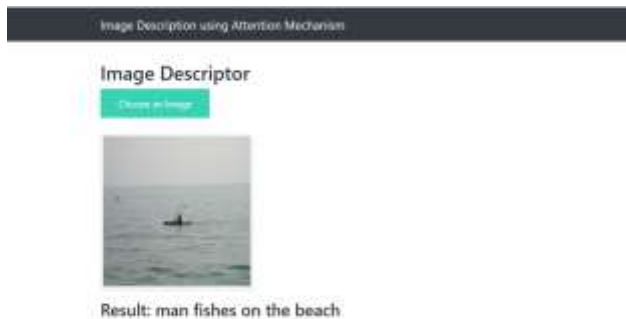 Image Description using Attention Mechanism
Image Descriptor
Choose an Image
Result: man fishes on the beach